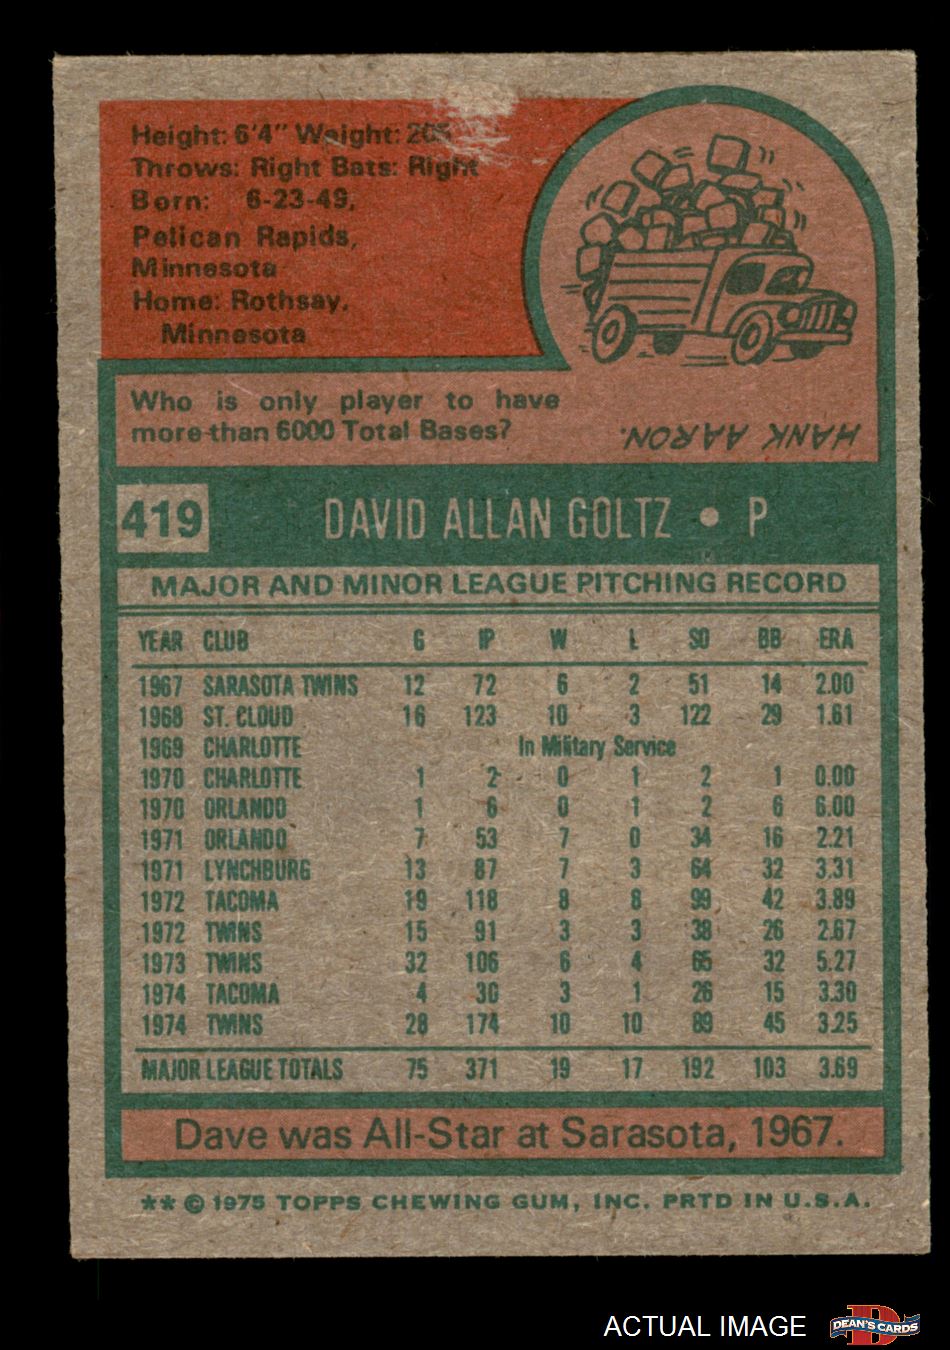 Height: 6'4" Weight: 205
Throws: Right Bats: Right
Born: 6-23-49,
Pelican Rapids,
Minnesota
Home: Rothsay,
Minnesota
Who is only player to have
more than 6000 Total Bases?
HANK AARON.
419 DAVID ALLAN GOLTZ • P
MAJOR AND MINOR LEAGUE PITCHING RECORD
YEAR CLUB G IP W L SO BB ERA
1967 SARASOTA TWINS 12 72 6 2 51 14 2.00
1968 ST. CLOUD 16 123 10 3 122 29 1.61
1969 CHARLOTTE In Military Service
1970 CHARLOTTE 1 2 0 1 2 1 0.00
1970 ORLANDO 1 6 0 1 2 6 6.00
1971 ORLANDO 7 53 7 0 34 16 2.21
1971 LYNCHBURG 13 87 7 3 64 32 3.31
1972 TACOMA 19 118 8 8 99 42 3.89
1972 TWINS 15 91 3 3 38 26 2.67
1973 TWINS 32 106 6 4 65 32 5.27
1974 TACOMA 4 30 3 1 26 15 3.30
1974 TWINS 28 174 10 10 89 45 3.25
MAJOR LEAGUE TOTALS 75 371 19 17 192 103 3.69
Dave was All-Star at Sarasota, 1967.
** © 1975 TOPPS CHEWING GUM, INC. PRTD IN U.S.A.
ACTUAL IMAGE
DEAN'S CARDS